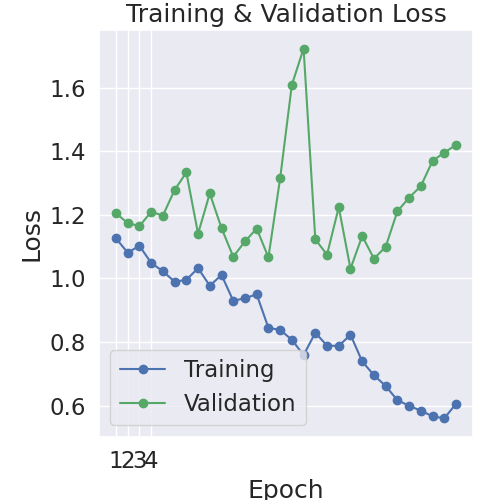 Training & Validation Loss
Loss
1.6
1.4
1.2
1.0
0.8
0.6
Training
Validation
1234
Epoch